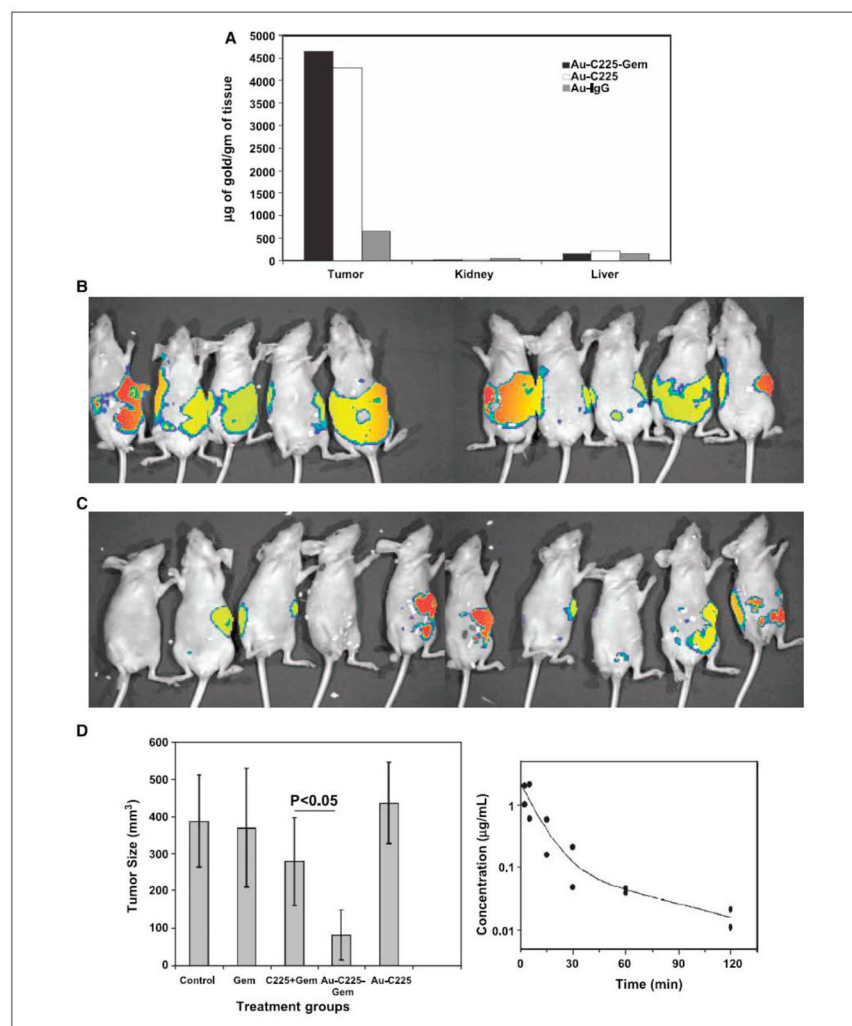 A
µg of gold/gm of tissue
5000
4500
4000
3500
3000
2500
2000
1500
1000
500
0
Au-C225-Gem
Au-C225
Au-IgG
Tumor Kidney Liver
B
C
D
Tumor Size (mm³)
600
500
400
300
200
100
0
P<0.05
Control Gem C225+Gem Au-C225-Gem Au-C225
Treatment groups
Concentration (µg/mL)
1
0.1
0.01
0 30 60 90 120
Time (min)